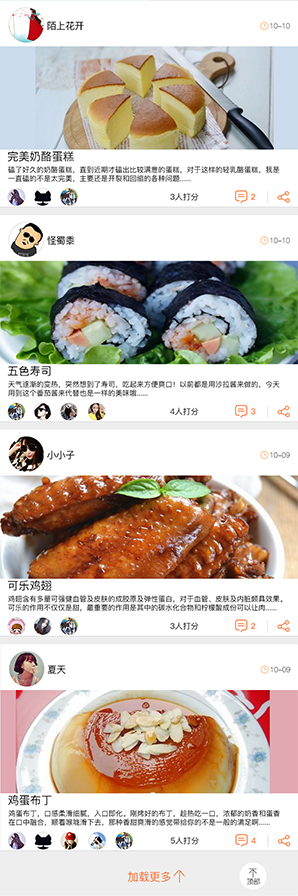 陌上花开
10-10
完美奶酪蛋糕
磕了好久的奶酪蛋糕，直到近期才磕出比较满意的蛋糕，对于这样的轻乳酪蛋糕，我是
一直磕的不是太完美，主要还是开裂和回缩的各种问题......
3人打分
2
怪蜀黍
10-10
五色寿司
天气逐渐的变热，突然想到了寿司，吃起来方便爽口！以前都是用沙拉酱来做的，今天
用到这个番茄酱来代替也是一样的美味哦......
4人打分
3
小小子
10-09
可乐鸡翅
鸡翅含有多量可强健血管及皮肤的成胶原及弹性蛋白，对于血管、皮肤及内脏颇具效果。
可乐的作用不仅仅是甜，最重要的作用是其中的碳水化合物和柠檬酸成份可以让肉......
3人打分
2
夏天
10-09
鸡蛋布丁
鸡蛋布丁，口感柔滑细腻，入口即化，刚烤好的布丁，趁热吃一口，浓郁的奶香和蛋香
在口中融合，顺着喉咙滑下去，那种香甜爽滑的感觉带给你的不是一般的满足啊......
5人打分
4
加载更多
顶部